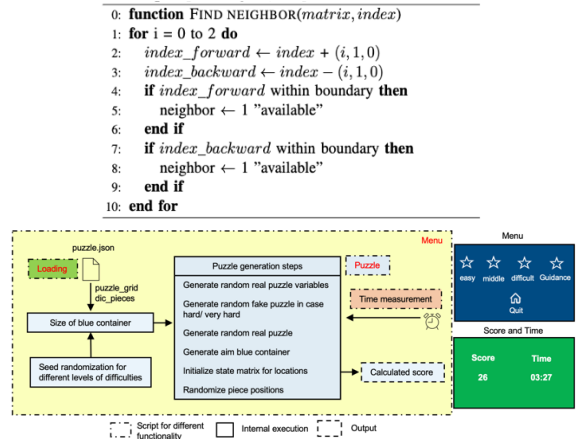 0: function FIND NEIGHBOR(matrix, index)
1: for i = 0 to 2 do
2: index_forward ← index + (i, 1, 0)
3: index_backward ← index − (i, 1, 0)
4: if index_forward within boundary then
5: neighbor ← 1 "available"
6: end if
7: if index_backward within boundary then
8: neighbor ← 1 "available"
9: end if
10: end for
Menu
puzzle.json
Loading
puzzle_grid
dic_pieces
Size of blue container
Seed randomization for
different levels of difficulties
Puzzle generation steps
Generate random real puzzle variables
Generate random fake puzzle in case
hard/ very hard
Generate random real puzzle
Generate aim blue container
Initialize state matrix for locations
Randomize piece positions
Puzzle
Time measurement
Calculated score
Menu
easy middle difficult Guidance
Quit
Score and Time
Score Time
26 03:27
Script for different
functionality
Internal execution
Output